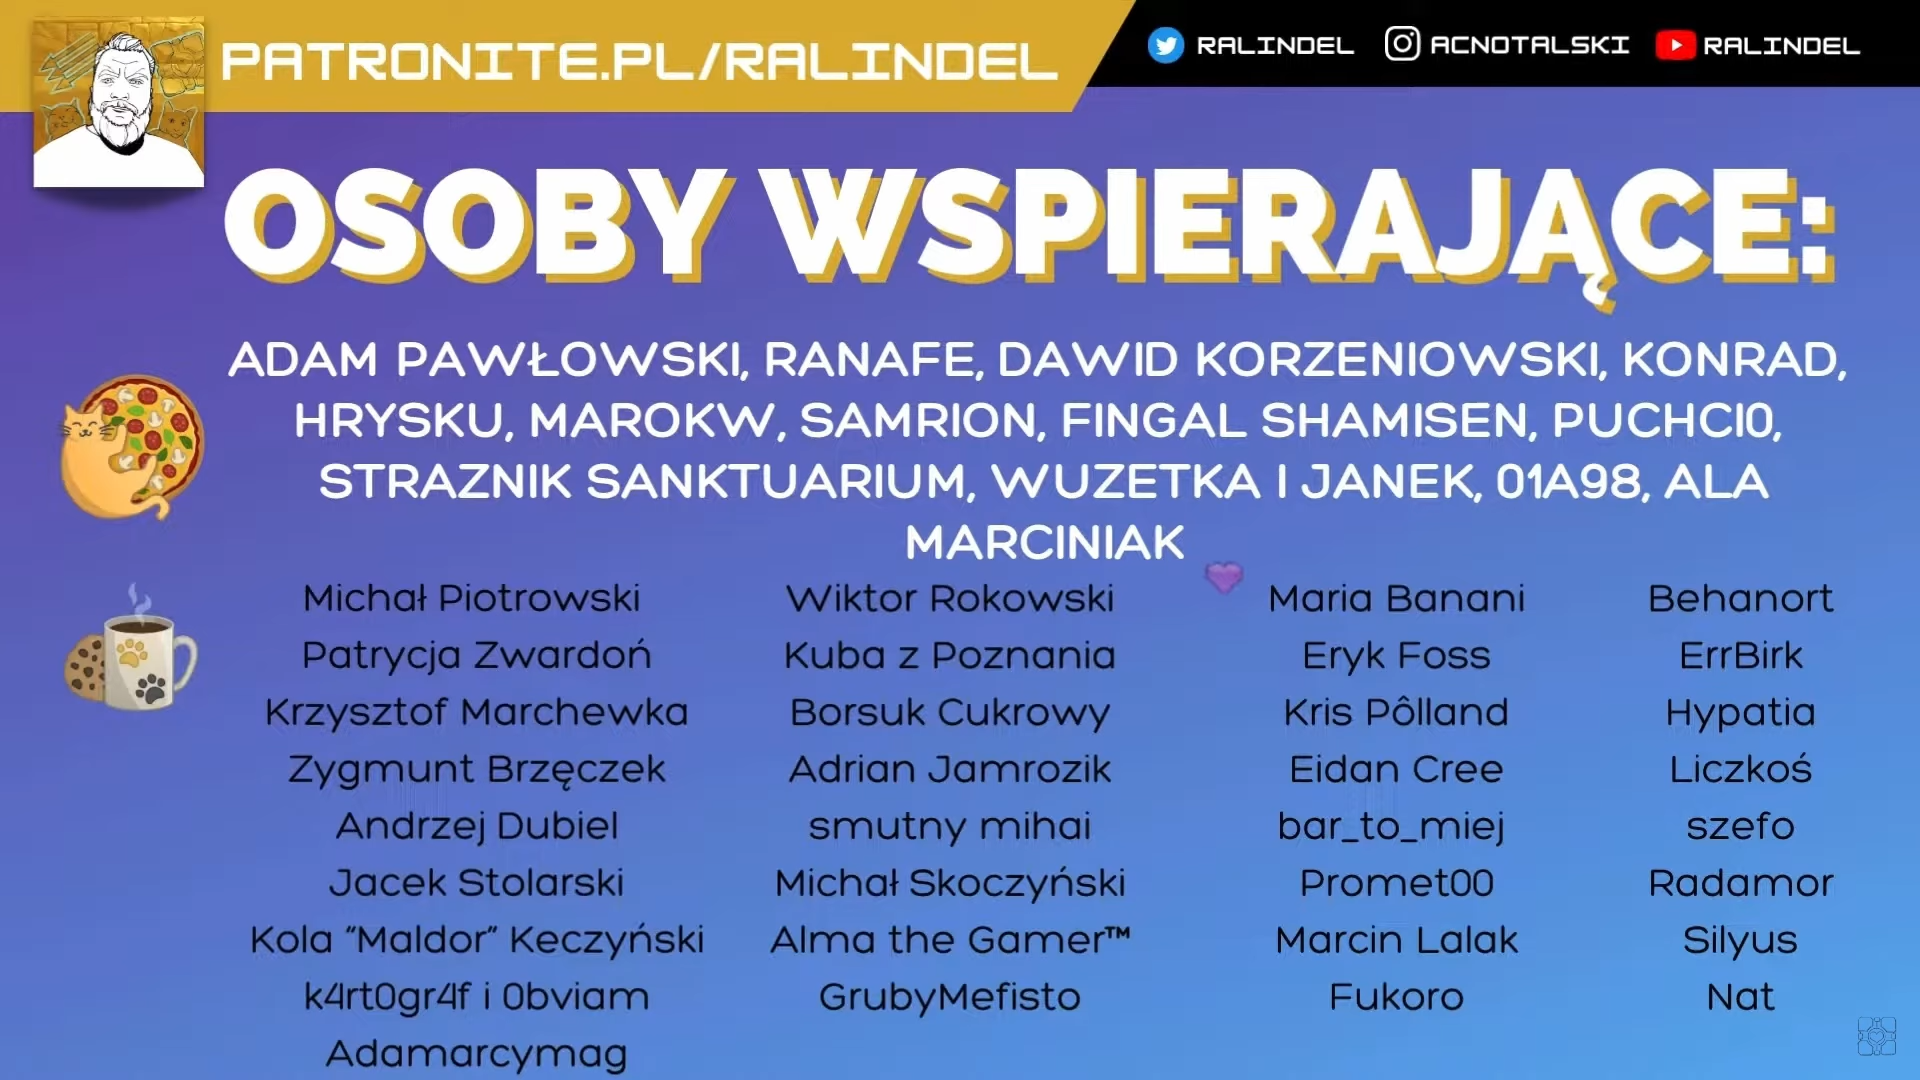 PATRONITE.PL/RALINDEL
RALINDEL
ACNOTALSKI
RALINDEL
OSOBY WSPIERAJĄCE:
ADAM PAWŁOWSKI, RANAFE, DAWID KORZENIOWSKI, KONRAD,
HRYSKU, MAROKW, SAMRION, FINGAL SHAMISEN, PUCHCI0,
STRAZNIK SANKTUARIUM, WUZETKA I JANEK, 01A98, ALA
MARCINIAK
Michał Piotrowski
Patrycja Zwardoń
Krzysztof Marchewka
Zygmunt Brzęczek
Andrzej Dubiel
Jacek Stolarski
Kola “Maldor” Keczyński
k4rt0gr4f i 0bviam
Adamarcymag
Wiktor Rokowski
Kuba z Poznania
Borsuk Cukrowy
Adrian Jamrozik
smutny mihai
Michał Skoczyński
Alma the Gamer™
GrubyMefisto
Maria Banani
Eryk Foss
Kris Pôlland
Eidan Cree
bar_to_miej
Promet00
Marcin Lalak
Fukoro
Behanort
ErrBirk
Hypatia
Liczkoś
szefo
Radamor
Silyus
Nat